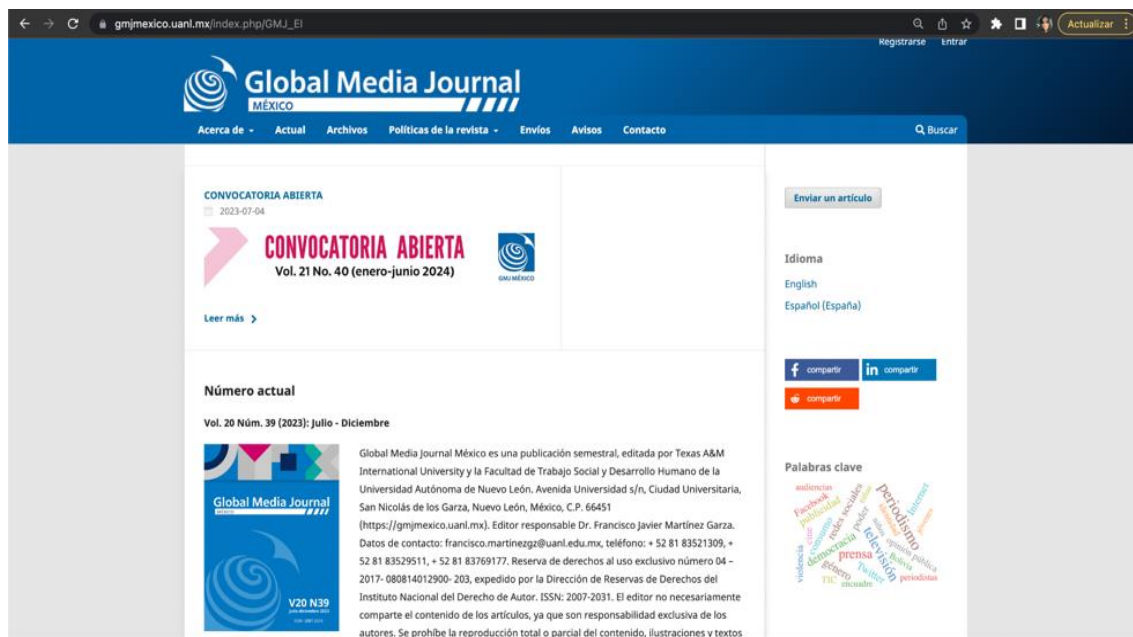 gmjmexico.uanl.mx/index.php/GMJ_EI
Actualizar
Registrarse Entrar
Global Media Journal
MÉXICO
Acerca de Actual Archivos Políticas de la revista Envíos Avisos Contacto
Buscar
CONVOCATORIA ABIERTA
2023-07-04
CONVOCATORIA ABIERTA
Vol. 21 No. 40 (enero-junio 2024)
GMJ MÉXICO
Leer más
Número actual
Vol. 20 Núm. 39 (2023): Julio - Diciembre
Global Media Journal
MÉXICO
V20 N39
Global Media Journal México es una publicación semestral, editada por Texas A&M
International University y la Facultad de Trabajo Social y Desarrollo Humano de la
Universidad Autónoma de Nuevo León. Avenida Universidad s/n, Ciudad Universitaria,
San Nicolás de los Garza, Nuevo León, México, C.P. 66451
(https://gmjmexico.uanl.mx). Editor responsable Dr. Francisco Javier Martínez Garza.
Datos de contacto: francisco.martinezgz@uanl.edu.mx, teléfono: + 52 81 83521309, +
52 81 83529511, + 52 81 83769177. Reserva de derechos al uso exclusivo número 04 –
2017- 080814012900- 203, expedido por la Dirección de Reservas de Derechos del
Instituto Nacional del Derecho de Autor. ISSN: 2007-2031. El editor no necesariamente
comparte el contenido de los artículos, ya que son responsabilidad exclusiva de los
autores. Se prohíbe la reproducción total o parcial del contenido, ilustraciones y textos
Enviar un artículo
Idioma
English
Español (España)
compartir
in compartir
compartir
Palabras clave
audiencias
Facebook
publicidad
redes sociales
periodismo
Internet
jóvenes
cine
consumo
poder
niños
identidad
opinión pública
violencia
democracia
televisión
prensa
Bolivia
género
Twitter
TIC
encuadre
periodistas